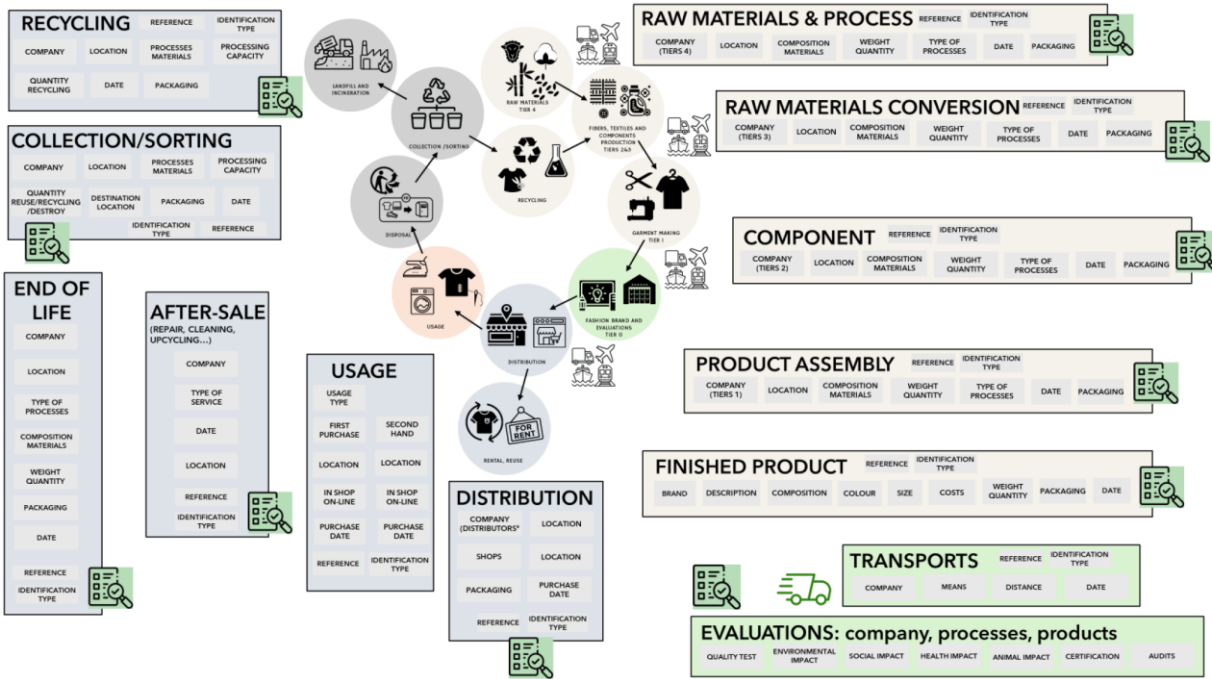 RECYCLING
REFERENCE
IDENTIFICATION
TYPE
COMPANY
LOCATION
PROCESSES
MATERIALS
PROCESSING
CAPACITY
QUANTITY
RECYCLING
DATE
PACKAGING
COLLECTION/SORTING
COMPANY
LOCATION
PROCESSES
MATERIALS
PROCESSING
CAPACITY
QUANTITY
REUSE/RECYCLING
/DESTROY
DESTINATION
LOCATION
PACKAGING
DATE
IDENTIFICATION
TYPE
REFERENCE
END OF
LIFE
COMPANY
LOCATION
TYPE OF
PROCESSES
COMPOSITION
MATERIALS
WEIGHT
QUANTITY
PACKAGING
DATE
REFERENCE
IDENTIFICATION
TYPE
AFTER-SALE
(REPAIR, CLEANING,
UPCYCLING...)
COMPANY
TYPE OF
SERVICE
DATE
LOCATION
REFERENCE
IDENTIFICATION
TYPE
USAGE
USAGE
TYPE
FIRST
PURCHASE
SECOND
HAND
LOCATION
LOCATION
IN SHOP
ON-LINE
IN SHOP
ON-LINE
PURCHASE
DATE
PURCHASE
DATE
REFERENCE
IDENTIFICATION
TYPE
DISTRIBUTION
COMPANY
(DISTRIBUTORS"
LOCATION
SHOPS
LOCATION
PACKAGING
PURCHASE
DATE
REFERENCE
IDENTIFICATION
TYPE
LANDFILL AND
INCINERATION
COLLECTION /SORTING
DISPOSAL
USAGE
RAW MATERIALS
TIER 4
FIBERS, TEXTILES AND
COMPONENTS
PRODUCTION
TIERS 2&3
RECYCLING
GARMENT MAKING
TIER 1
FASHION BRAND AND
EVALUATIONS
TIER 0
DISTRIBUTION
FOR
RENT
RENTAL, REUSE
RAW MATERIALS & PROCESS
REFERENCE
IDENTIFICATION
TYPE
COMPANY
(TIERS 4)
LOCATION
COMPOSITION
MATERIALS
WEIGHT
QUANTITY
TYPE OF
PROCESSES
DATE
PACKAGING
RAW MATERIALS CONVERSION
REFERENCE
IDENTIFICATION
TYPE
COMPANY
(TIERS 3)
LOCATION
COMPOSITION
MATERIALS
WEIGHT
QUANTITY
TYPE OF
PROCESSES
DATE
PACKAGING
COMPONENT
REFERENCE
IDENTIFICATION
TYPE
COMPANY
(TIERS 2)
LOCATION
COMPOSITION
MATERIALS
WEIGHT
QUANTITY
TYPE OF
PROCESSES
DATE
PACKAGING
PRODUCT ASSEMBLY
REFERENCE
IDENTIFICATION
TYPE
COMPANY
(TIERS 1)
LOCATION
COMPOSITION
MATERIALS
WEIGHT
QUANTITY
TYPE OF
PROCESSES
DATE
PACKAGING
FINISHED PRODUCT
REFERENCE
IDENTIFICATION
TYPE
BRAND
DESCRIPTION
COMPOSITION
COLOUR
SIZE
COSTS
WEIGHT
QUANTITY
PACKAGING
DATE
TRANSPORTS
REFERENCE
IDENTIFICATION
TYPE
COMPANY
MEANS
DISTANCE
DATE
EVALUATIONS: company, processes, products
QUALITY TEST
ENVIRONMENTAL
IMPACT
SOCIAL IMPACT
HEALTH IMPACT
ANIMAL IMPACT
CERTIFICATION
AUDITS